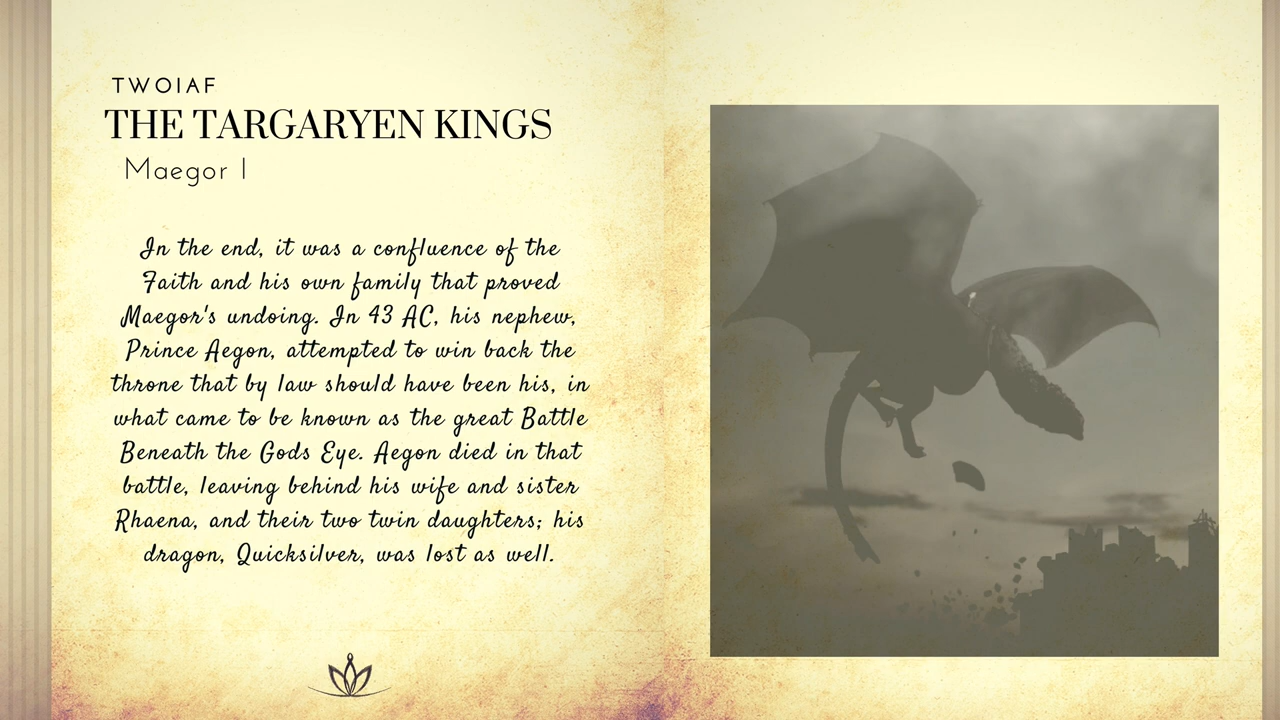 TWOIAF
THE TARGARYEN KINGS
Maegor I
In the end, it was a confluence of the
Faith and his own family that proved
Maegor's undoing. In 43 AC, his nephew,
Prince Aegon, attempted to win back the
throne that by law should have been his, in
what came to be known as the great Battle
Beneath the Gods Eye. Aegon died in that
battle, leaving behind his wife and sister
Rhaena, and their two twin daughters; his
dragon, Quicksilver, was lost as well.